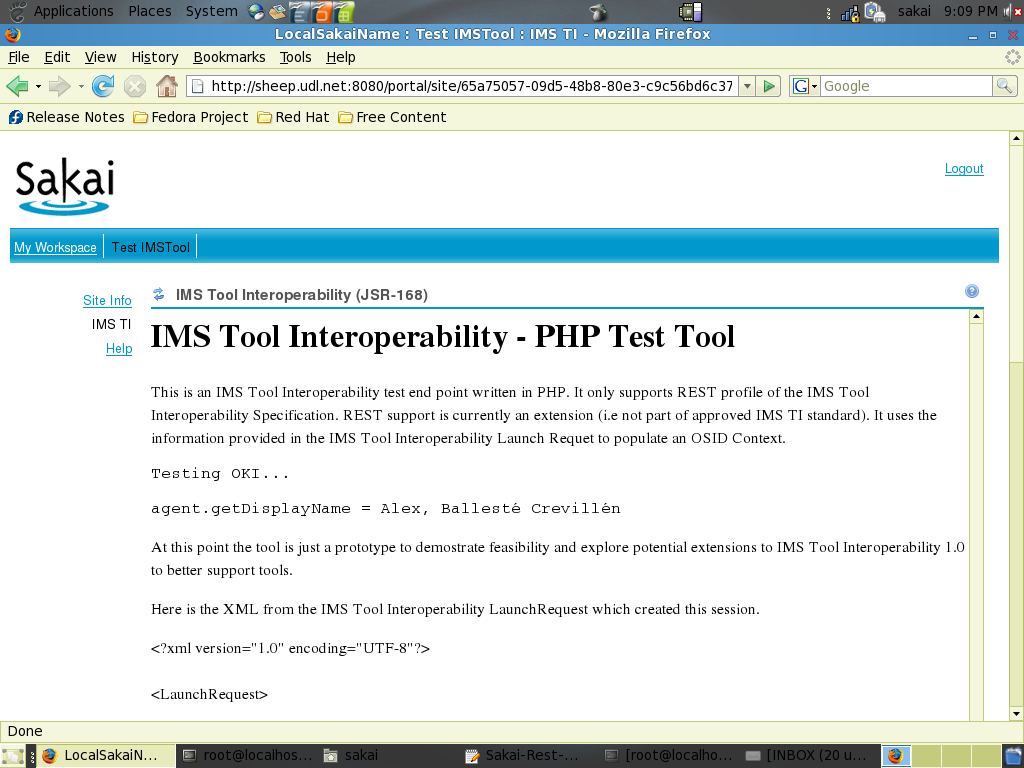 Applications Places System sakai 9:09 PM
LocalSakaiName : Test IMSTool : IMS TI - Mozilla Firefox
File Edit View History Bookmarks Tools Help
http://sheep.udl.net:8080/portal/site/65a75057-09d5-48b8-80e3-c9c56bd6c37 G Google
Release Notes Fedora Project Red Hat Free Content
Sakai
Logout
My Workspace Test IMSTool
Site Info
IMS TI
Help
IMS Tool Interoperability (JSR-168)
IMS Tool Interoperability - PHP Test Tool
This is an IMS Tool Interoperability test end point written in PHP. It only supports REST profile of the IMS Tool
Interoperability Specification. REST support is currently an extension (i.e not part of approved IMS TI standard). It uses the
information provided in the IMS Tool Interoperability Launch Requet to populate an OSID Context.
Testing OKI...
agent.getDisplayName = Alex, Ballesté Crevillén
At this point the tool is just a prototype to demostrate feasibility and explore potential extensions to IMS Tool Interoperability 1.0
to better support tools.
Here is the XML from the IMS Tool Interoperability LaunchRequest which created this session.
<?xml version="1.0" encoding="UTF-8"?>
<LaunchRequest>
Done
LocalSakaiN... root@localhos... sakai Sakai-Rest-... [root@localho... [INBOX (20 u...